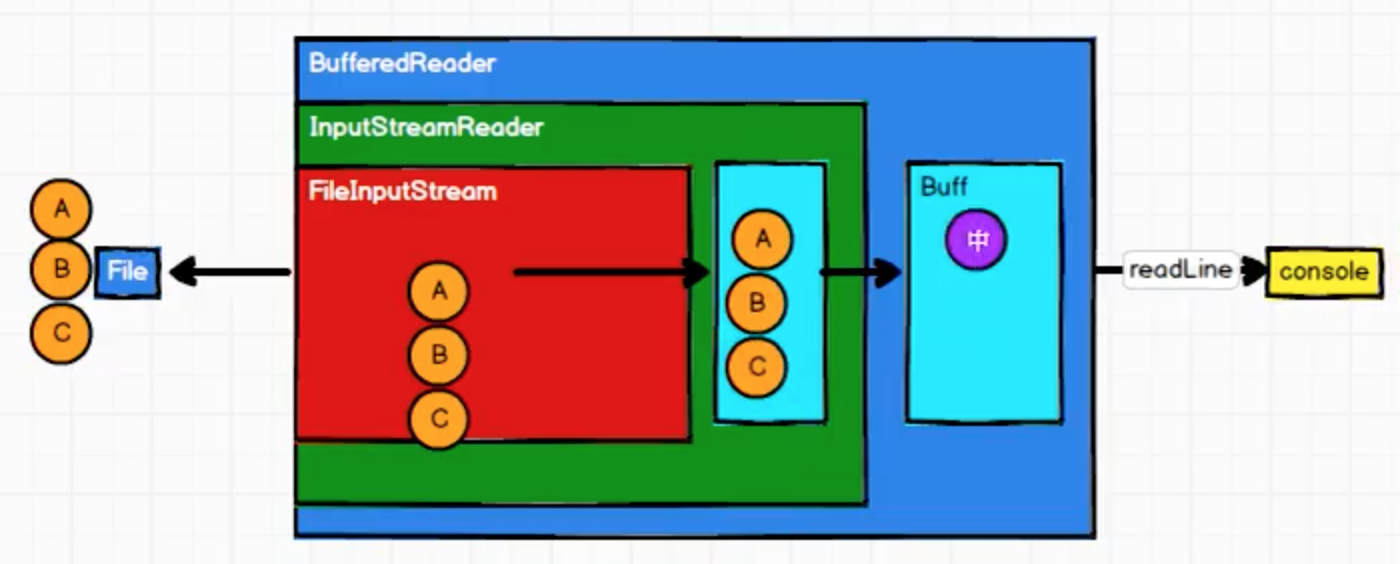 BufferedReader
InputStreamReader
FileInputStream
Buff
A
B
C
File
A
B
C
A
B
C
中
readLine
console